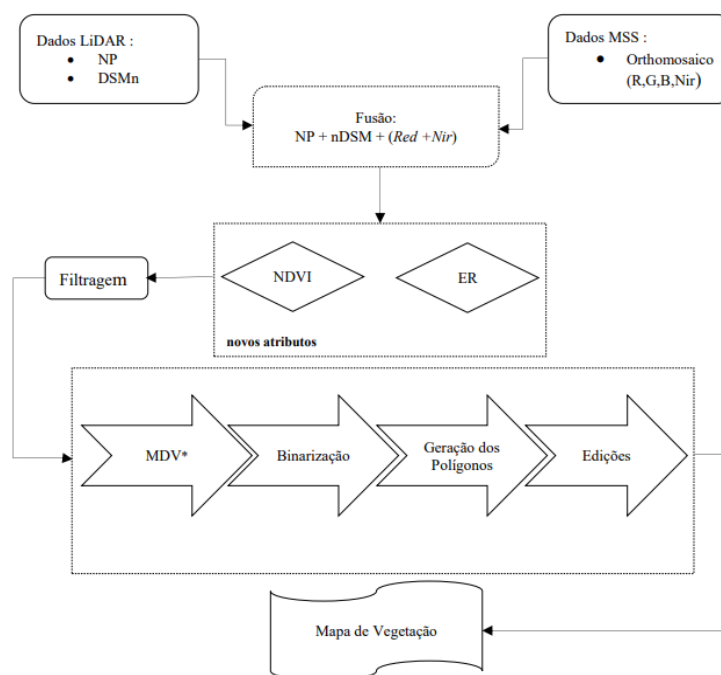 Dados LiDAR :
• NP
• DSMn
Dados MSS :
• Orthomosaico
(R,G,B,Nir)
Fusão:
NP + nDSM + (Red +Nir)
NDVI
ER
novos atributos
Filtragem
MDV*
Binarização
Geração dos
Polígonos
Edições
Mapa de Vegetação